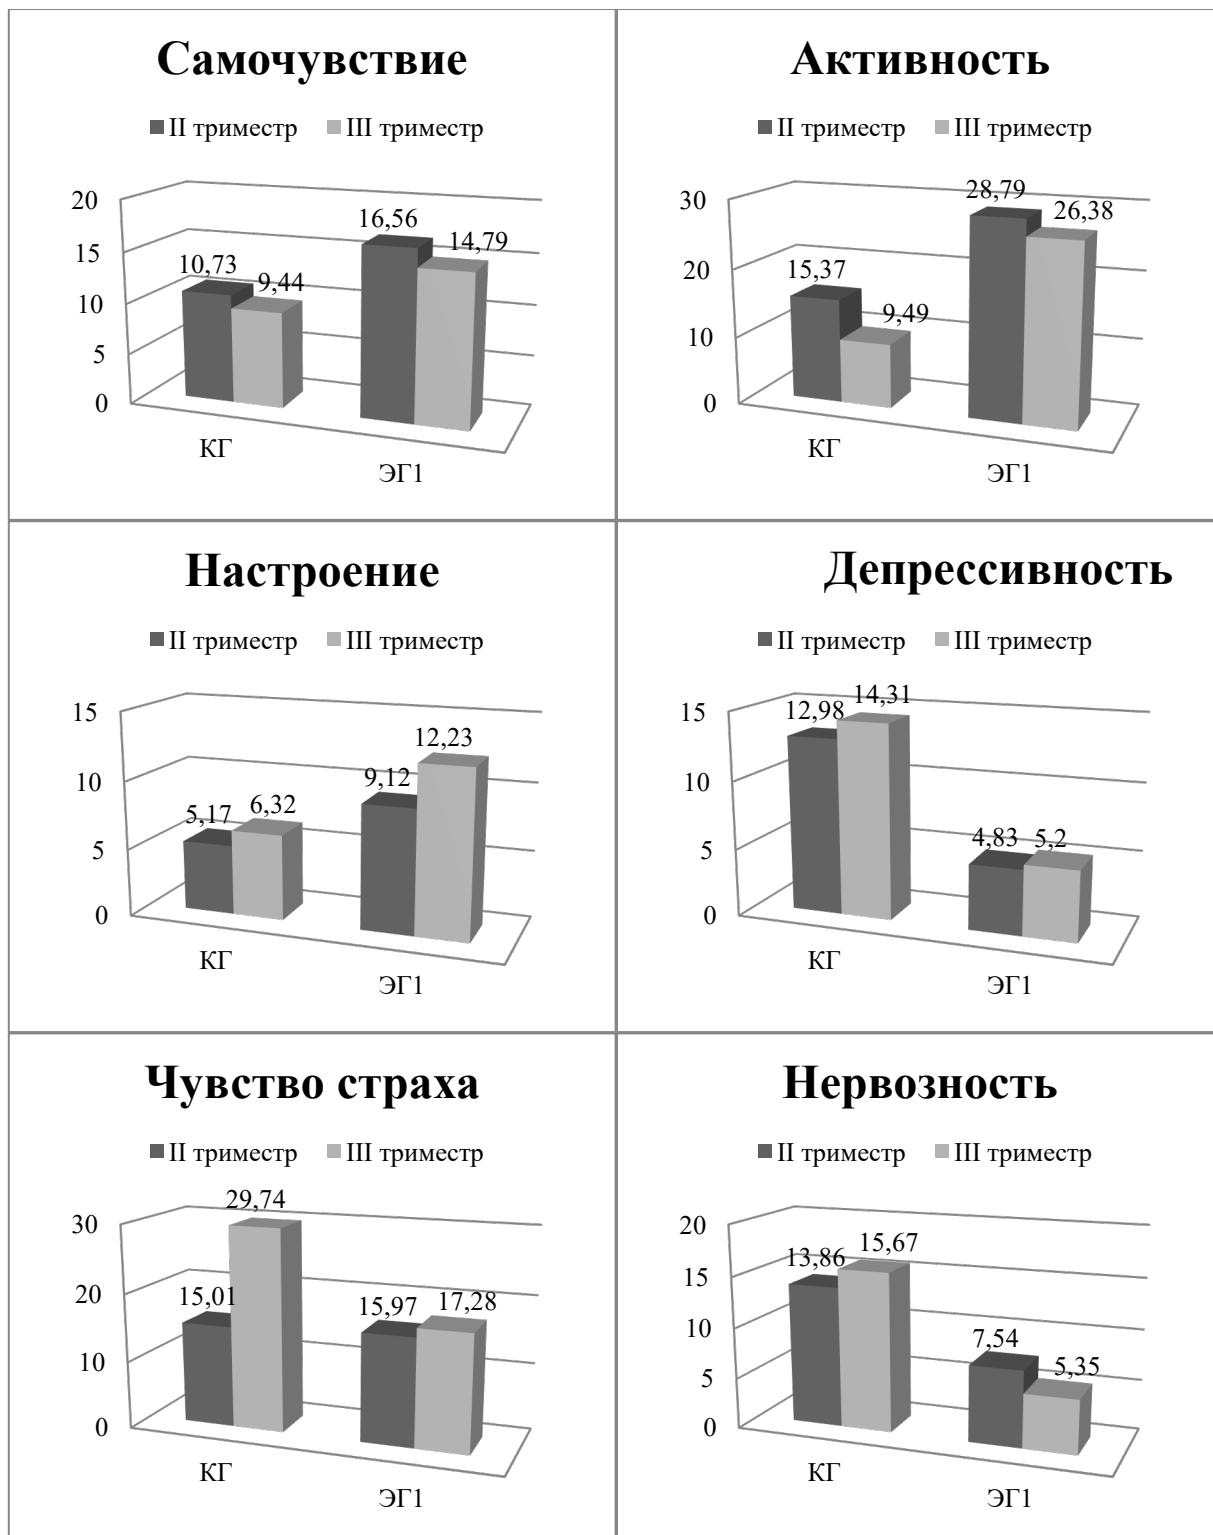 Самочувствие
II триместр III триместр
20
15
10
5
0
10,73
9,44
16,56
14,79
КГ
ЭГ1
Активность
II триместр III триместр
30
20
10
0
15,37
9,49
28,79
26,38
КГ
ЭГ1
Настроение
II триместр III триместр
15
10
5
0
5,17
6,32
9,12
12,23
КГ
ЭГ1
Депрессивность
II триместр III триместр
15
10
5
0
12,98
14,31
4,83
5,2
КГ
ЭГ1
Чувство страха
II триместр III триместр
30
20
10
0
15,01
29,74
15,97
17,28
КГ
ЭГ1
Нервозность
II триместр III триместр
20
15
10
5
0
13,86
15,67
7,54
5,35
КГ
ЭГ1